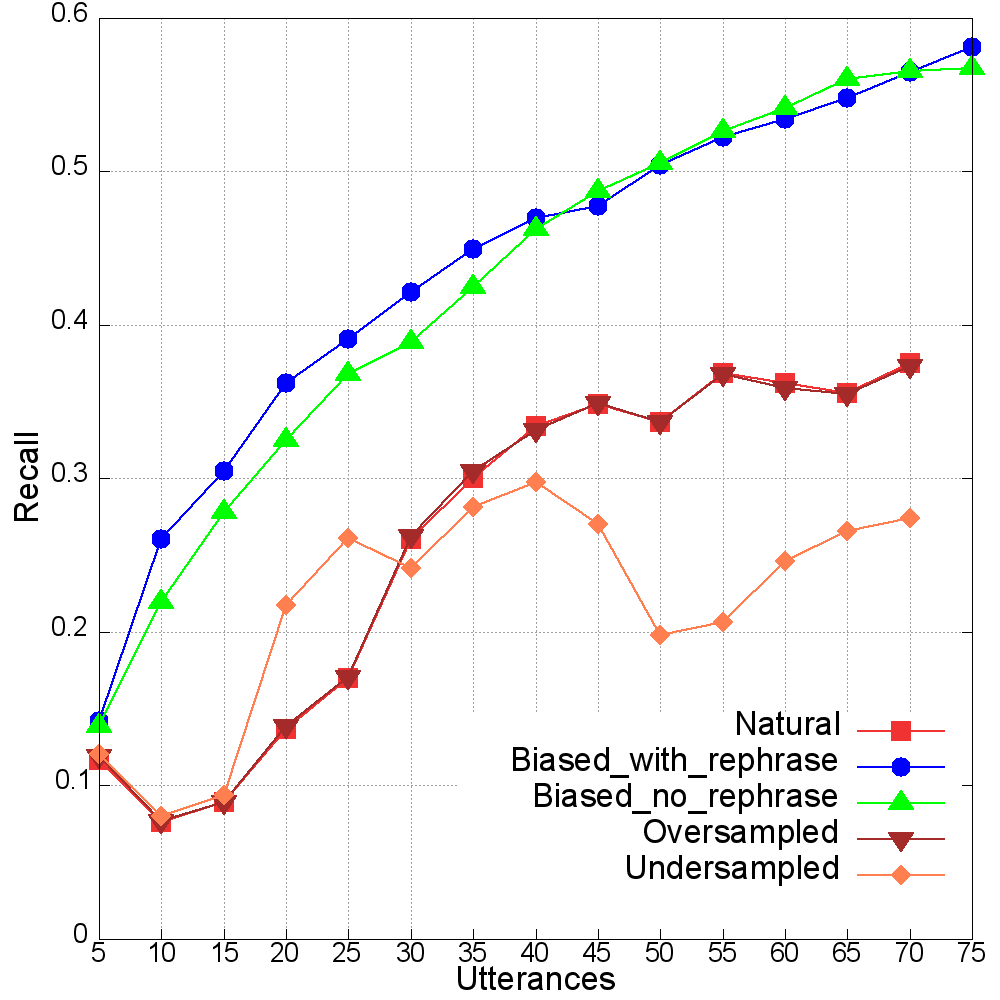 0.6
0.5
0.4
0.3
0.2
0.1
0
Recall
Natural
Biased_with_rephrase
Biased_no_rephrase
Oversampled
Undersampled
5 10 15 20 25 30 35 40 45 50 55 60 65 70 75
Utterances